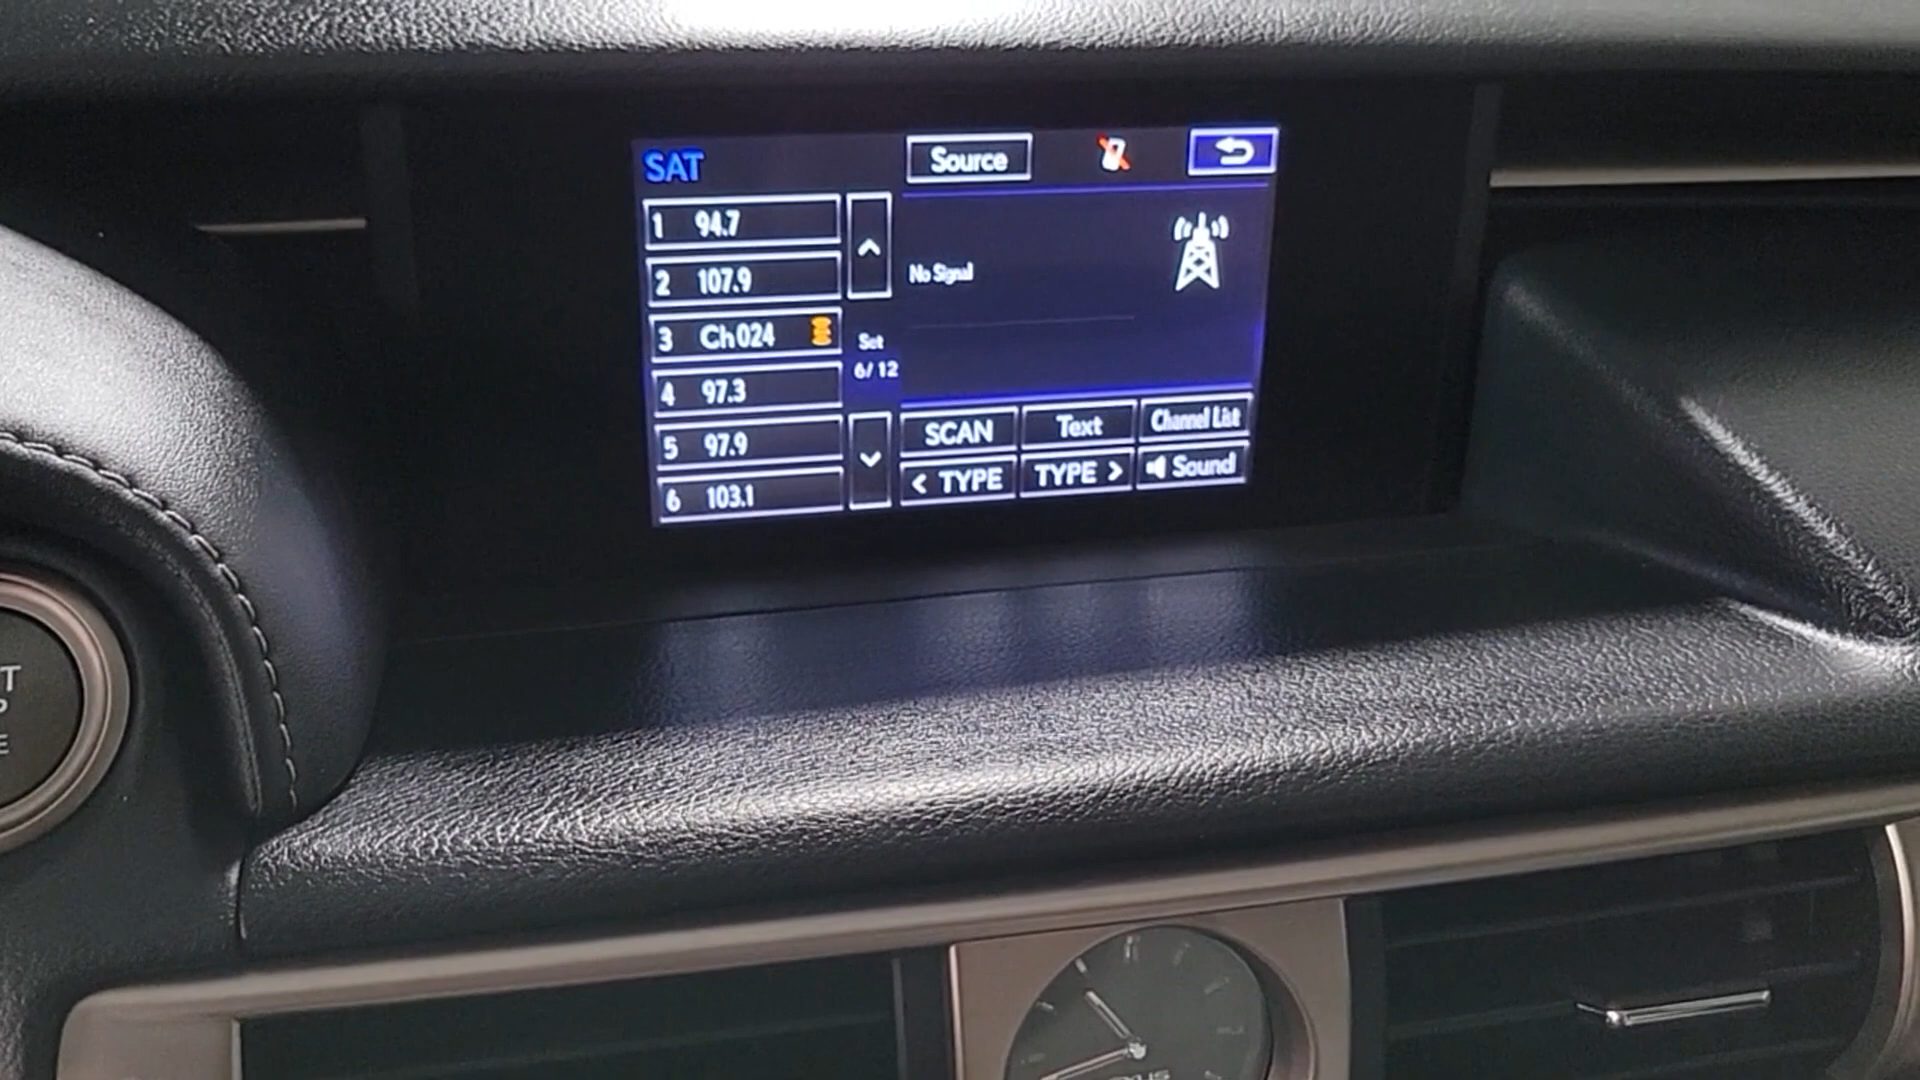 SAT
Source
1 94.7
2 107.9
3 Ch024
4 97.3
5 97.9
6 103.1
Set
6/12
No Signal
SCAN
Text
Channel List
< TYPE
TYPE >
Sound